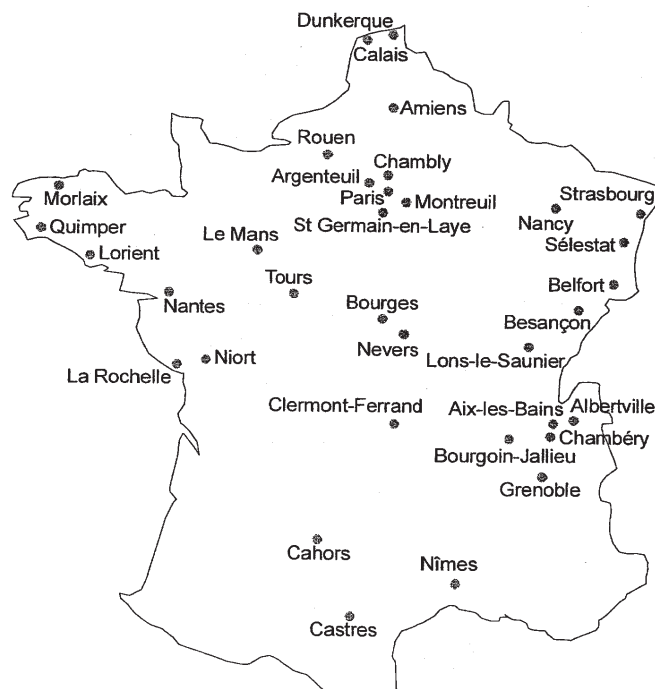 Dunkerque
Calais
Amiens
Rouen
Chambly
Argenteuil
Paris
Montreuil
St Germain-en-Laye
Morlaix
Quimper
Lorient
Le Mans
Nancy
Strasbourg
Sélestat
Tours
Nantes
Bourges
Belfort
Besançon
Nevers
Lons-le-Saunier
La Rochelle
Niort
Clermont-Ferrand
Aix-les-Bains
Albertville
Chambéry
Bourgoin-Jallieu
Grenoble
Cahors
Nîmes
Castres